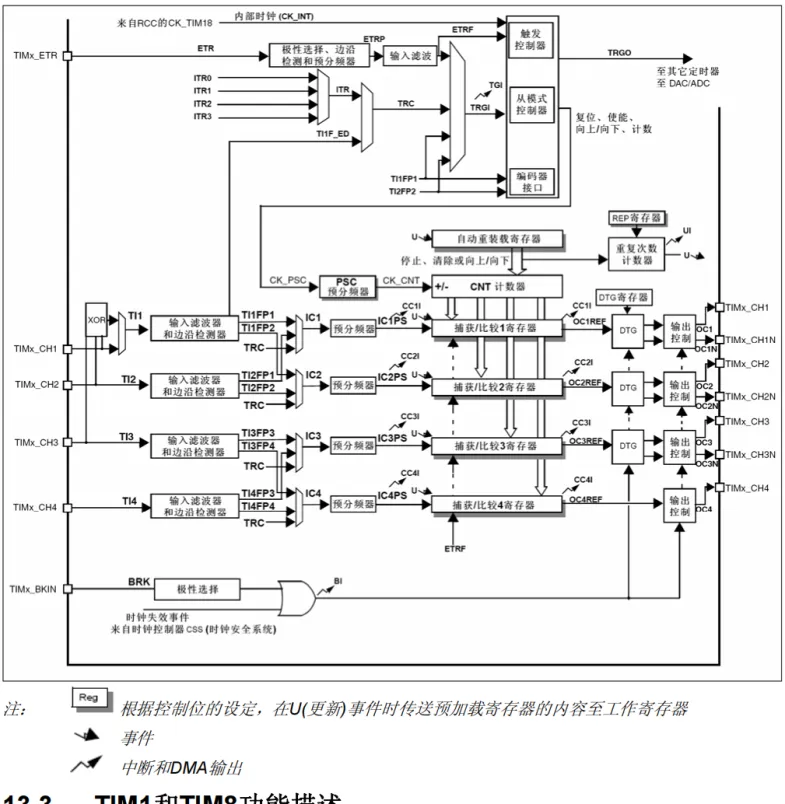 内部时钟 (CK_INT)
来自RCC的CK_TIM18
ETRF
触发
控制器
TRGO
至其它定时器
至 DAC/ADC
TIMx_ETR
ETR
极性选择、边沿
检测和预分频器
ETRP
输入滤波
ITR0
ITR1
ITR2
ITR3
ITR
TRC
TGI
TRGI
从模式
控制器
复位、使能、
向上/向下、计数
TI1F_ED
TI1FP1
TI2FP2
编码器
接口
REP寄存器
U
自动重装载寄存器
UI
重复次数
计数器
U
停止、清除或向上/向下
CK_PSC
PSC
预分频器
CK_CNT
+/-
CNT 计数器
DTG寄存器
XOR
TI1
输入滤波器
和边沿检测器
TI1FP1
TI1FP2
TRC
IC1
预分频器
IC1PS
CC1I
U
捕获/比较1寄存器
CC1I
OC1REF
DTG
输出
控制
OC1
OC1N
TIMx_CH1
TIMx_CH1N
TIMx_CH1
TIMx_CH2
TI2
输入滤波器
和边沿检测器
TI2FP1
TI2FP2
TRC
IC2
预分频器
IC2PS
CC2I
U
捕获/比较2寄存器
CC2I
OC2REF
DTG
输出
控制
OC2
OC2N
TIMx_CH2
TIMx_CH2N
TIMx_CH3
TI3
输入滤波器
和边沿检测器
TI3FP3
TI3FP4
TRC
IC3
预分频器
IC3PS
CC3I
U
捕获/比较3寄存器
CC3I
OC3REF
DTG
输出
控制
OC3
OC3N
TIMx_CH3
TIMx_CH3N
TIMx_CH4
TI4
输入滤波器
和边沿检测器
TI4FP3
TI4FP4
TRC
IC4
预分频器
IC4PS
CC4I
U
捕获/比较4寄存器
CC4I
OC4REF
输出
控制
OC4
TIMx_CH4
ETRF
TIMx_BKIN
BRK
极性选择
BI
时钟失效事件
来自时钟控制器 CSS (时钟安全系统)
注：
Reg
根据控制位的设定，在U(更新)事件时传送预加载寄存器的内容至工作寄存器
事件
中断和DMA输出
13.3 TIM1和TIM8功能描述